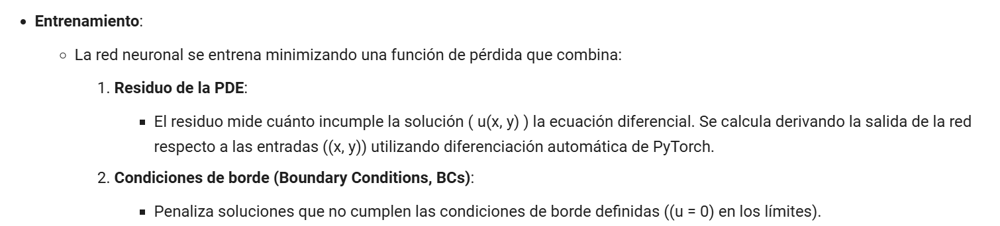 • Entrenamiento:
○ La red neuronal se entrena minimizando una función de pérdida que combina:
1. Residuo de la PDE:
▪ El residuo mide cuánto incumple la solución ( u(x, y) ) la ecuación diferencial. Se calcula derivando la salida de la red
respecto a las entradas ((x, y)) utilizando diferenciación automática de PyTorch.
2. Condiciones de borde (Boundary Conditions, BCs):
▪ Penaliza soluciones que no cumplen las condiciones de borde definidas ((u = 0) en los límites).